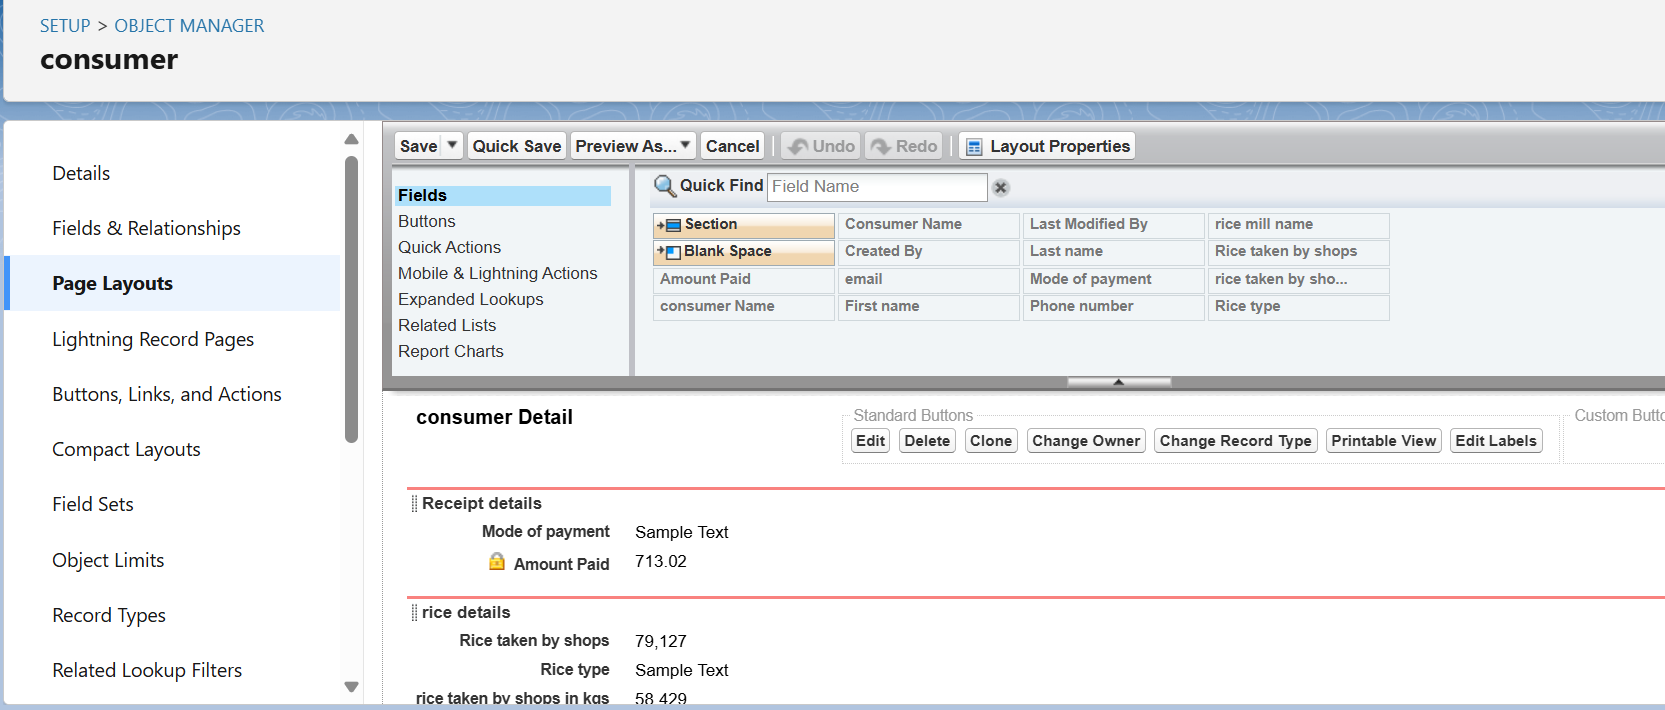 SETUP > OBJECT MANAGER
consumer
Details
Fields & Relationships
Page Layouts
Lightning Record Pages
Buttons, Links, and Actions
Compact Layouts
Field Sets
Object Limits
Record Types
Related Lookup Filters
Save Quick Save Preview As... Cancel Undo Redo Layout Properties
Fields
Buttons
Quick Actions
Mobile & Lightning Actions
Expanded Lookups
Related Lists
Report Charts
Quick Find Field Name
Section Consumer Name Last Modified By rice mill name
Blank Space Created By Last name Rice taken by shops
Amount Paid email Mode of payment rice taken by sho...
consumer Name First name Phone number Rice type
consumer Detail
Standard Buttons Custom Butto
Edit Delete Clone Change Owner Change Record Type Printable View Edit Labels
Receipt details
Mode of payment Sample Text
Amount Paid 713.02
rice details
Rice taken by shops 79,127
Rice type Sample Text
rice taken by shops in kgs 58,429